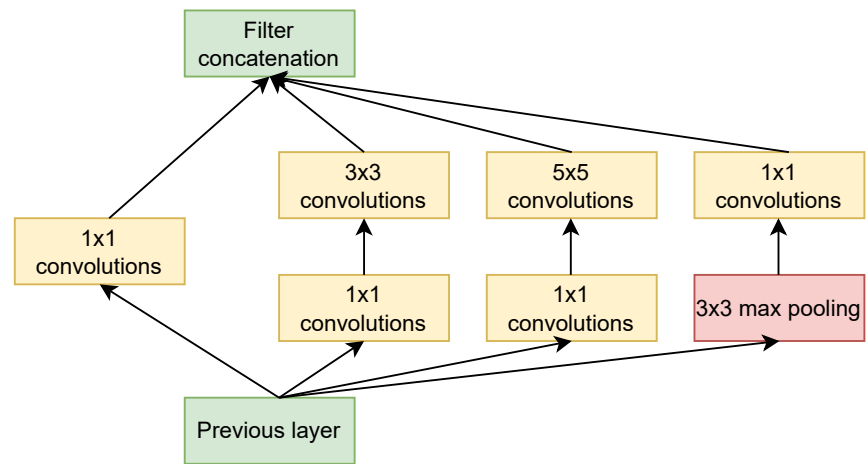 Filter
concatenation
3x3
convolutions
5x5
convolutions
1x1
convolutions
1x1
convolutions
1x1
convolutions
1x1
convolutions
3x3 max pooling
Previous layer